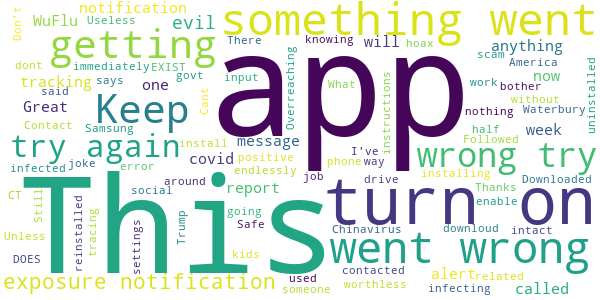 Don't
notification
something went
WuFlu
Useless
evil
app
getting
There
knowing
hoax
will
anything
dont
immediately
EXIST
scam
America
tracking
says
govt
input
Overreaching
now
bother
uninstalled
said
one
Keep
What
instructions
work
without
Great
Cant
nothing
Waterbury
Contact
Samsung
install
message
half
week
try again
Followed
wrong try
I've
infected
joke
error
covid
positive
way
phone
installing
endlessly
This
turn on
Downloaded
CT
Still
reinstalled
tracing
social
around
report
job
drive
Thanks
enable
settings
Trump
going
Safe
Chinavirus
download
intact
Unless
went wrong
DOES
kids
contacted
infecting
exposure notification
used
someone
worthless
alert
related
called